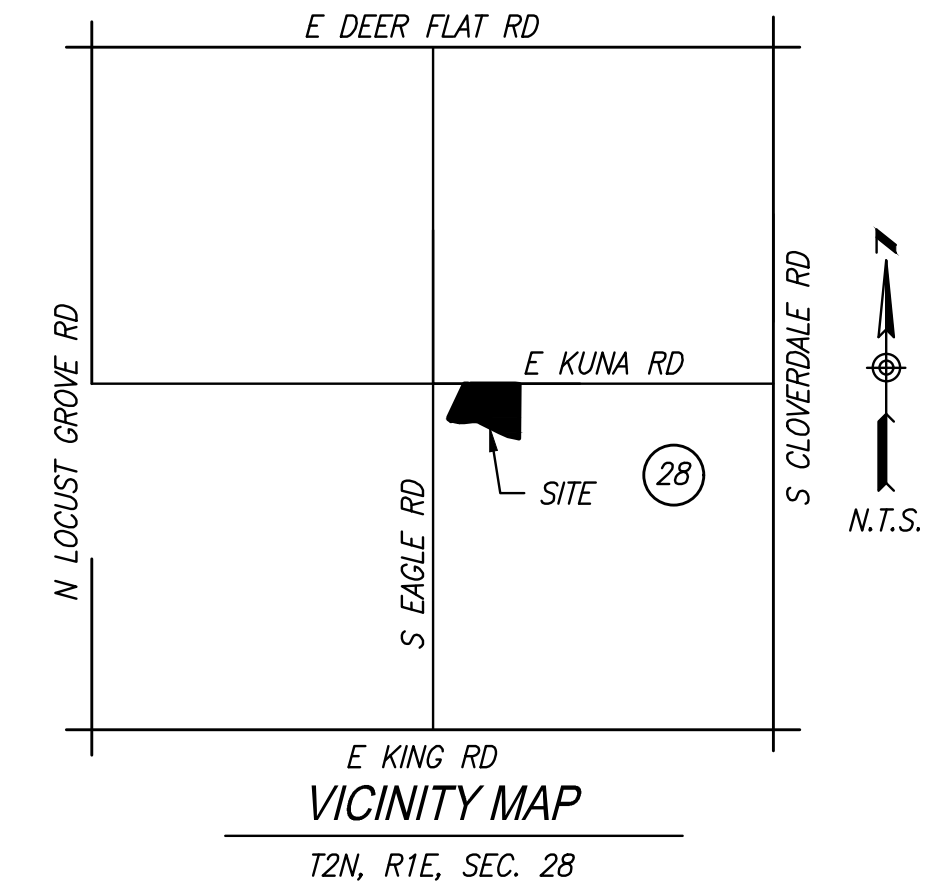 E DEER FLAT RD
N LOCUST GROVE RD
E KUNA RD
S CLOVERDALE RD
S EAGLE RD
SITE
28
N.T.S.
E KING RD
VICINITY MAP
T2N, R1E, SEC. 28